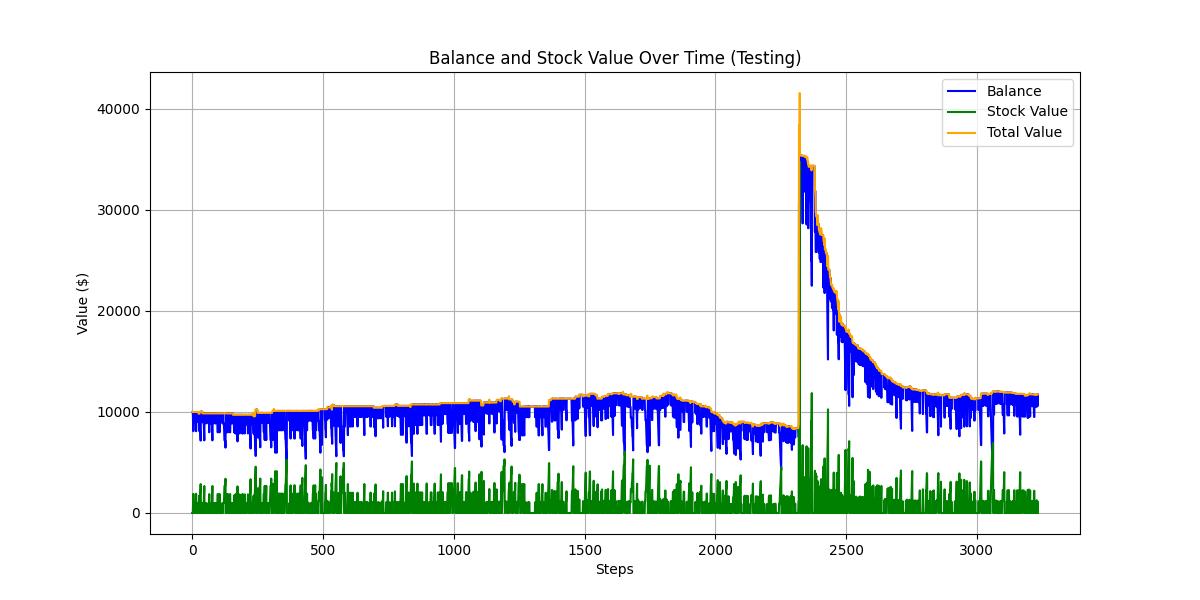 Balance and Stock Value Over Time (Testing)
Balance
Stock Value
Total Value
Value ($)
40000
30000
20000
10000
0
0 500 1000 1500 2000 2500 3000
Steps